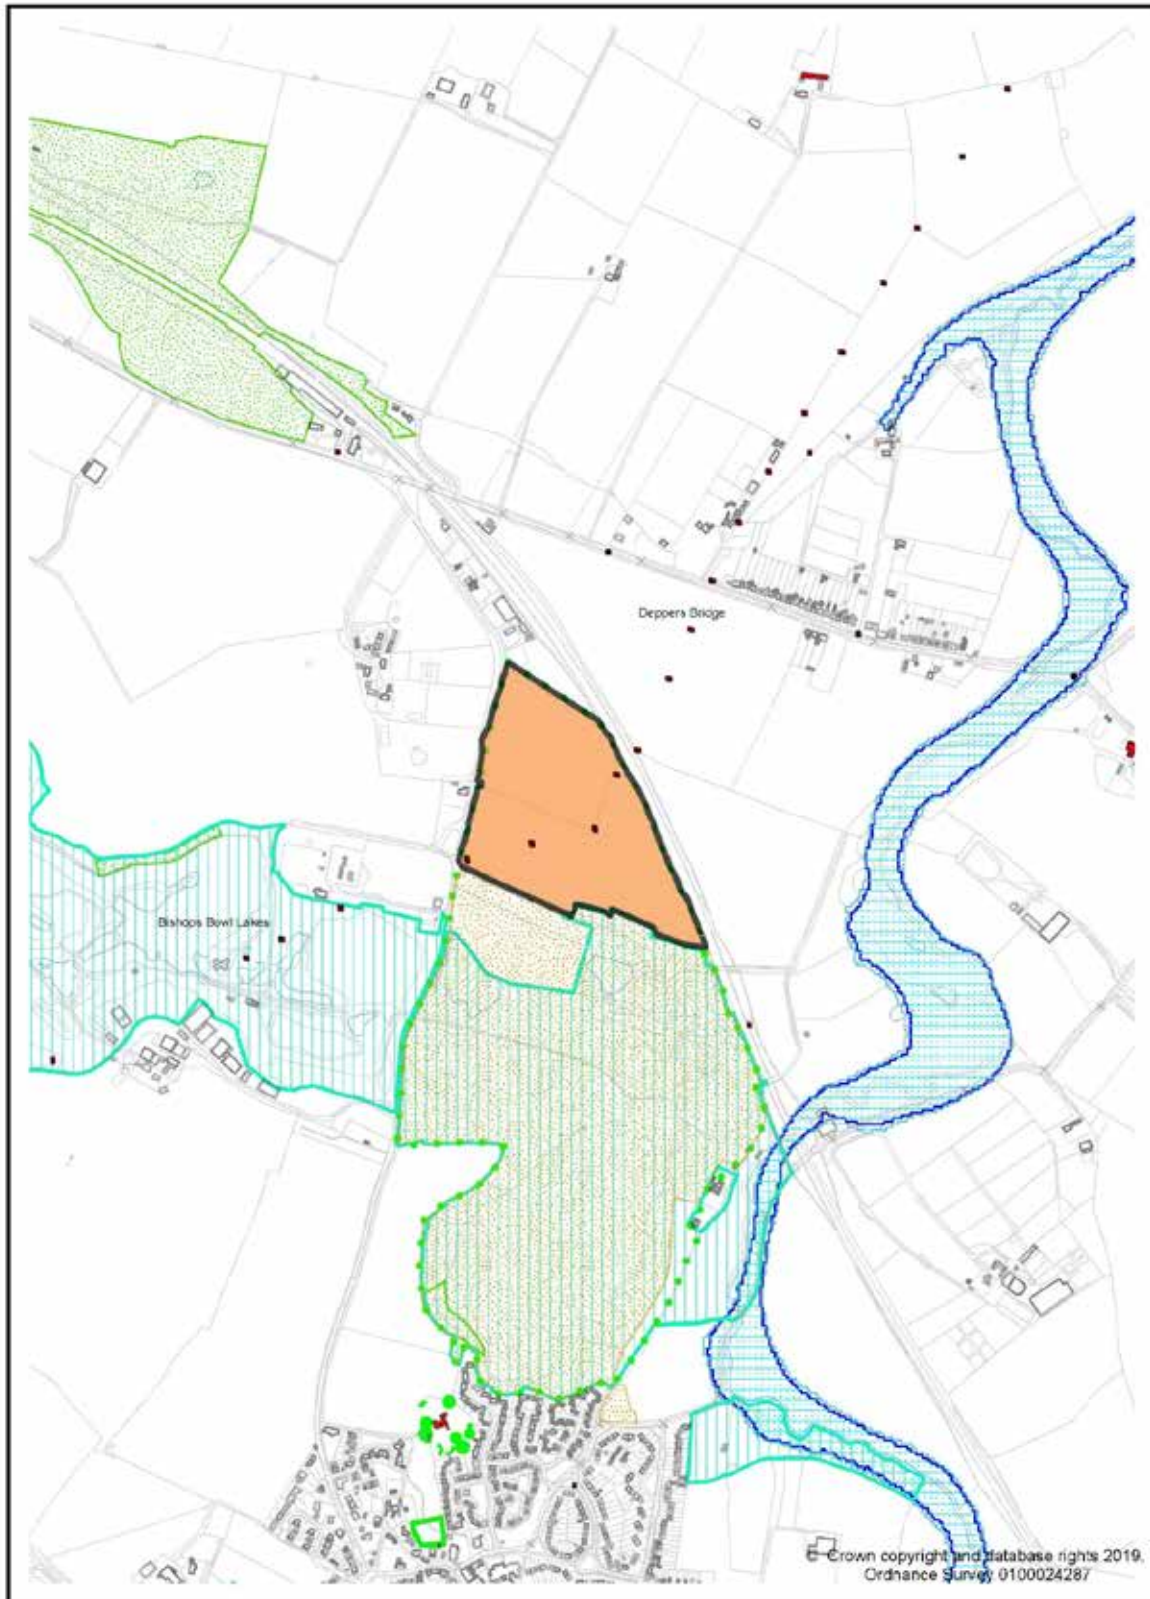 Deppers Bridge
Bishops Bowl Lakes
© Crown copyright and database rights 2019.
Ordnance Survey 0100024287